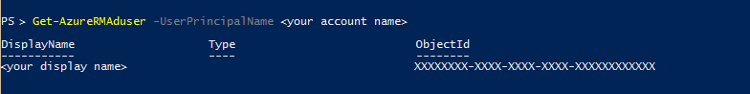 PS > Get-AzureRMAduser -UserPrincipalName <your account name>
DisplayName Type ObjectId
----------- ---- --------
<your display name> XXXXXXXX-XXXX-XXXX-XXXX-XXXXXXXXXXXX